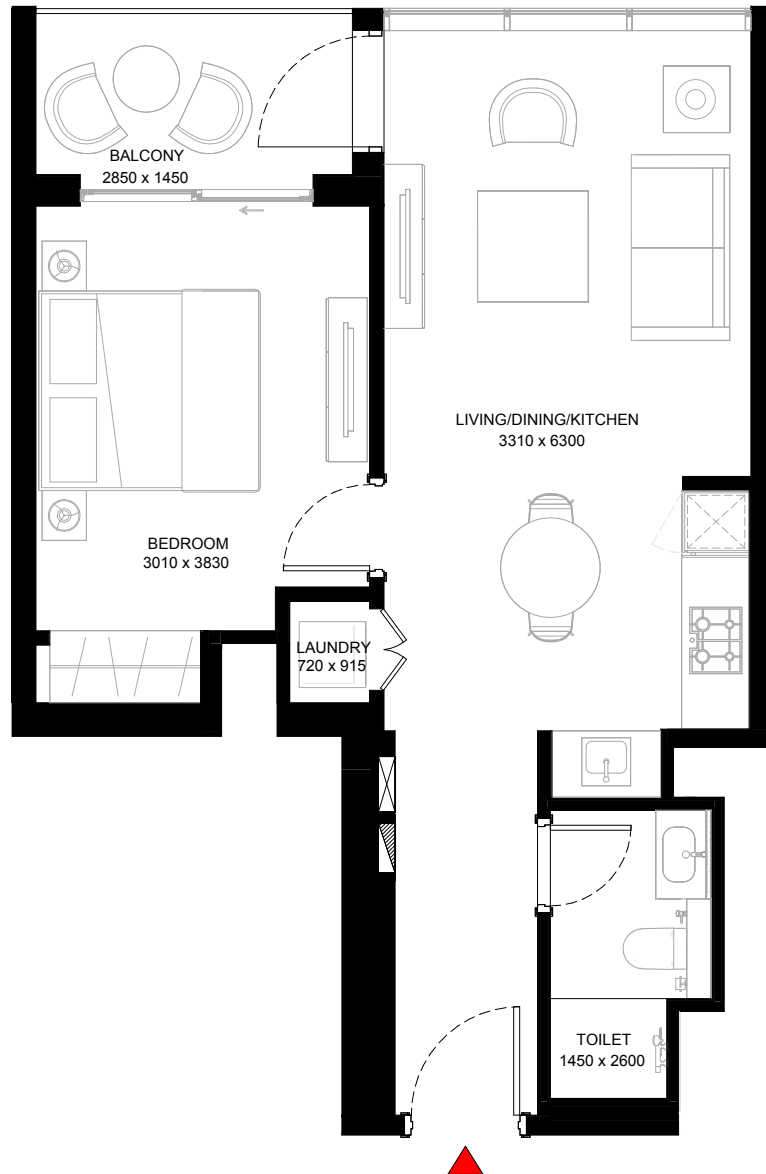 BALCONY
2850 x 1450
LIVING/DINING/KITCHEN
3310 x 6300
BEDROOM
3010 x 3830
LAUNDRY
720 x 915
TOILET
1450 x 2600